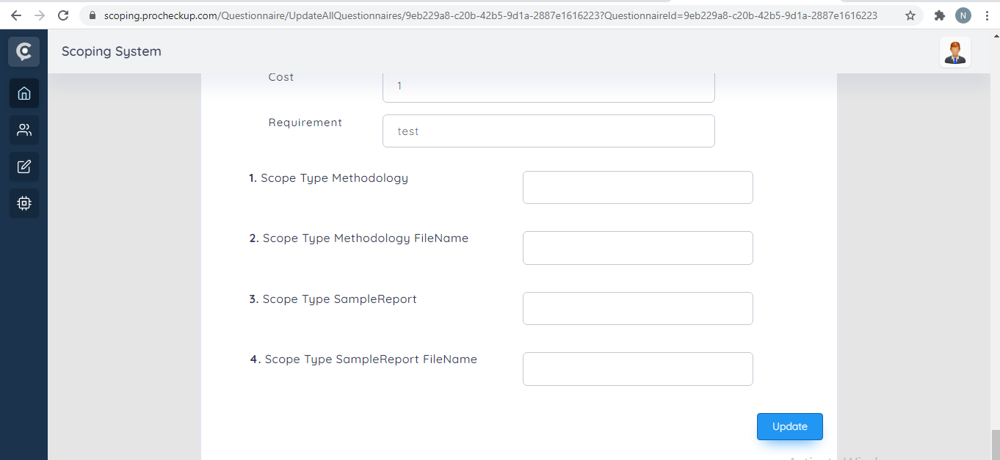 scoping.procheckup.com/Questionnaire/UpdateAllQuestionnaires/9eb229a8-c20b-42b5-9d1a-2887e1616223?QuestionnaireId=9eb229a8-c20b-42b5-9d1a-2887e1616223
N
Scoping System
Cost
1
Requirement
test
1. Scope Type Methodology
2. Scope Type Methodology FileName
3. Scope Type SampleReport
4. Scope Type SampleReport FileName
Update